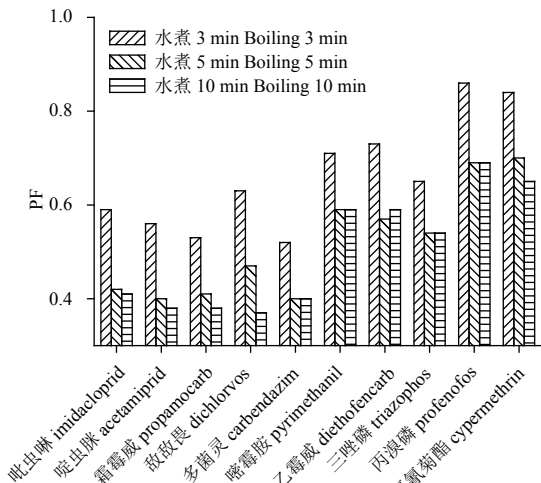 1.0
0.8
0.6
0.4
PF
水煮 3 min Boiling 3 min
水煮 5 min Boiling 5 min
水煮 10 min Boiling 10 min
吡虫啉 imidacloprid
啶虫脒 acetamiprid
霜霉威 propamocarb
敌敌畏 dichlorvos
多菌灵 carbendazim
嘧霉胺 pyrimethanil
乙霉威 diethofencarb
三唑磷 triazophos
丙溴磷 profenofos
氰菊酯 cypermethrin